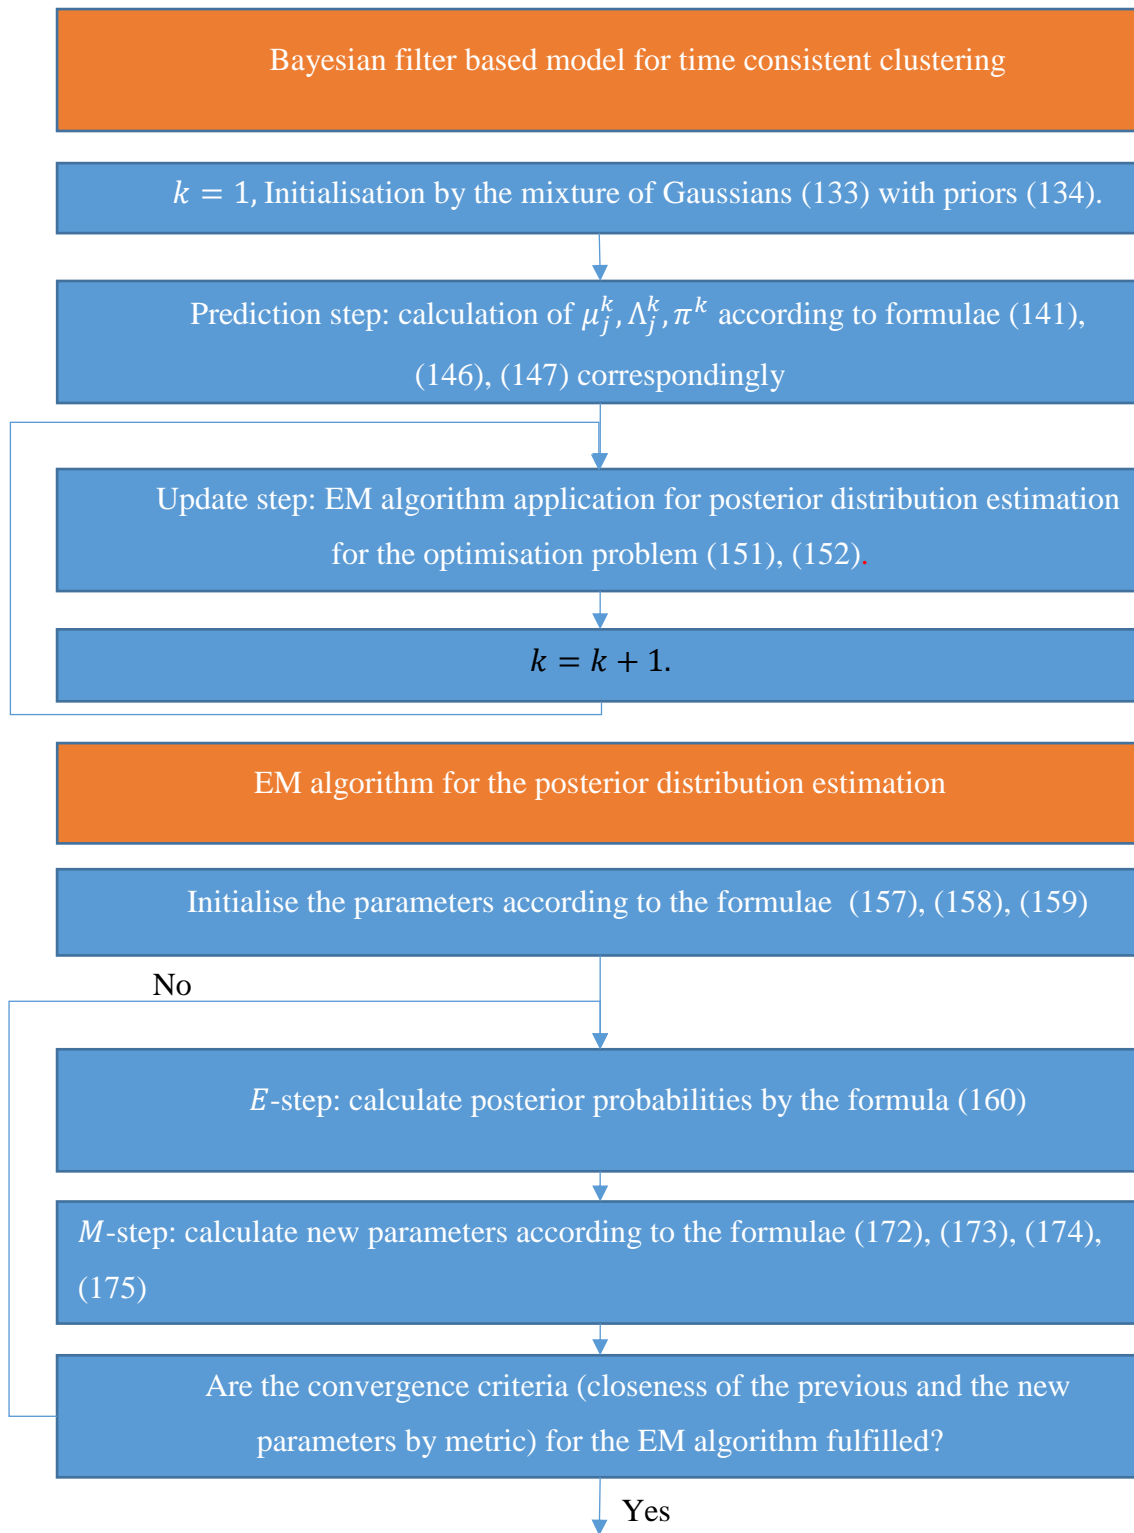 Bayesian filter based model for time consistent clustering
k = 1, Initialisation by the mixture of Gaussians (133) with priors (134).
Prediction step: calculation of μ_j^k, Λ_j^k, π^k according to formulae (141),
(146), (147) correspondingly
Update step: EM algorithm application for posterior distribution estimation
for the optimisation problem (151), (152).
k = k + 1.
EM algorithm for the posterior distribution estimation
Initialise the parameters according to the formulae (157), (158), (159)
No
E-step: calculate posterior probabilities by the formula (160)
M-step: calculate new parameters according to the formulae (172), (173), (174),
(175)
Are the convergence criteria (closeness of the previous and the new
parameters by metric) for the EM algorithm fulfilled?
Yes